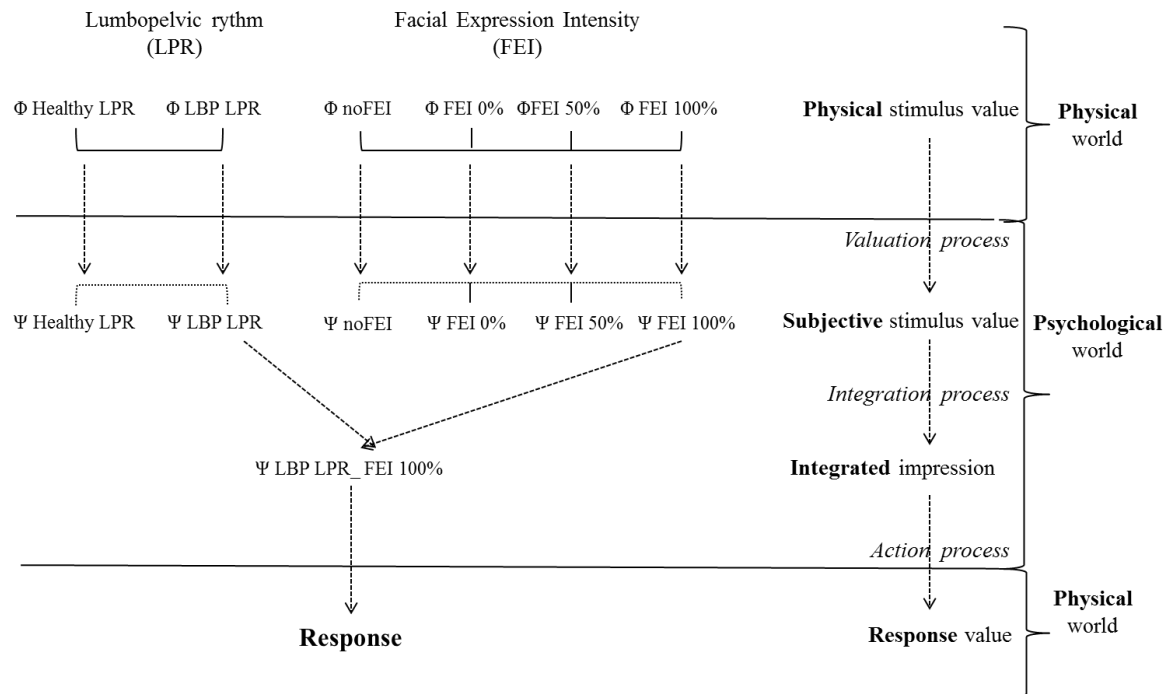 Lumbopelvic rythm
(LPR)
Facial Expression Intensity
(FEI)
Φ Healthy LPR
Φ LBP LPR
Φ noFEI
Φ FEI 0%
ΦFEI 50%
Φ FEI 100%
Physical stimulus value
Physical
world
Valuation process
Ψ Healthy LPR
Ψ LBP LPR
Ψ noFEI
Ψ FEI 0%
Ψ FEI 50%
Ψ FEI 100%
Subjective stimulus value
Psychological
world
Integration process
Ψ LBP LPR_FEI 100%
Integrated impression
Action process
Response
Response value
Physical
world